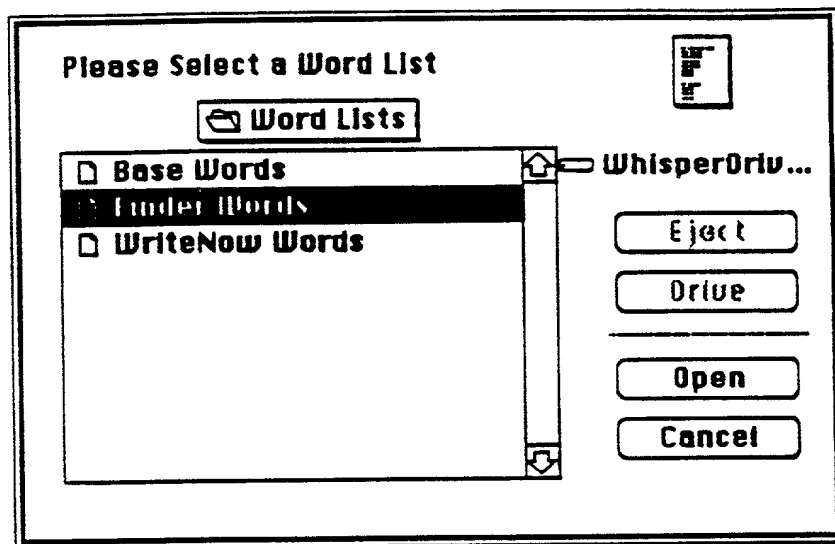 Please Select a Word List
Word Lists
Base Words
WhisperDriv...
Finder Words
WriteNow Words
Eject
Drive
Open
Cancel